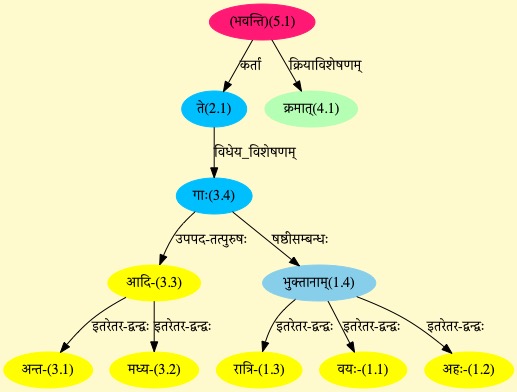 (भवन्ति)(5.1)
कर्ता
क्रियाविशेषणम्
ते(2.1)
क्रमात्(4.1)
विधेय_विशेषणम्
गाः(3.4)
उपपद-तत्पुरुषः
षष्ठीसम्बन्धः
आदि-(3.3)
भुक्तानाम्(1.4)
इतरेतर-द्वन्द्वः
इतरेतर-द्वन्द्वः
इतरेतर-द्वन्द्वः
इतरेतर-द्वन्द्वः
इतरेतर-द्वन्द्वः
अन्त-(3.1)
मध्य-(3.2)
रात्रि-(1.3)
वयः-(1.1)
अहः-(1.2)